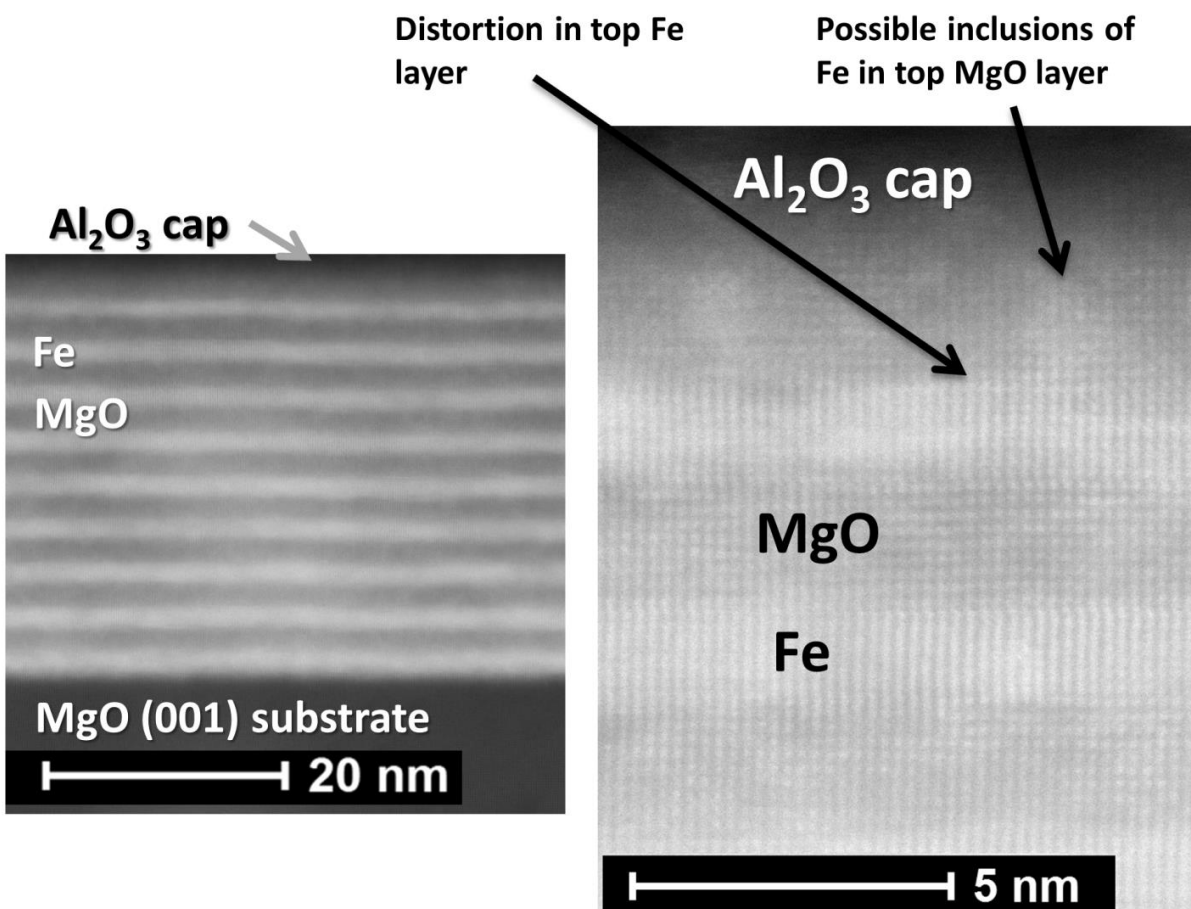 Distortion in top Fe
layer
Possible inclusions of
Fe in top MgO layer
Al₂O₃ cap
Fe
MgO
MgO (001) substrate
20 nm
Al₂O₃ cap
MgO
Fe
5 nm